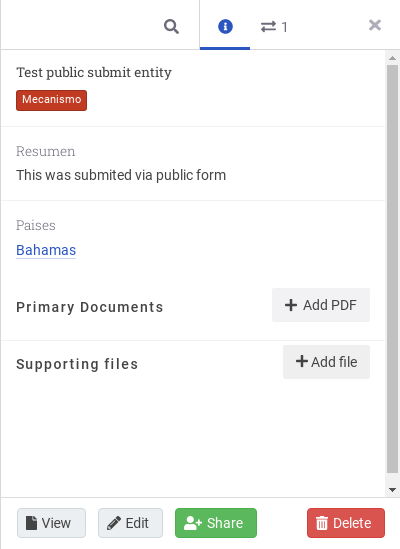 1
Test public submit entity
Mecanismo
Resumen
This was submited via public form
Paises
Bahamas
Primary Documents
Add PDF
Supporting files
Add file
View
Edit
Share
Delete